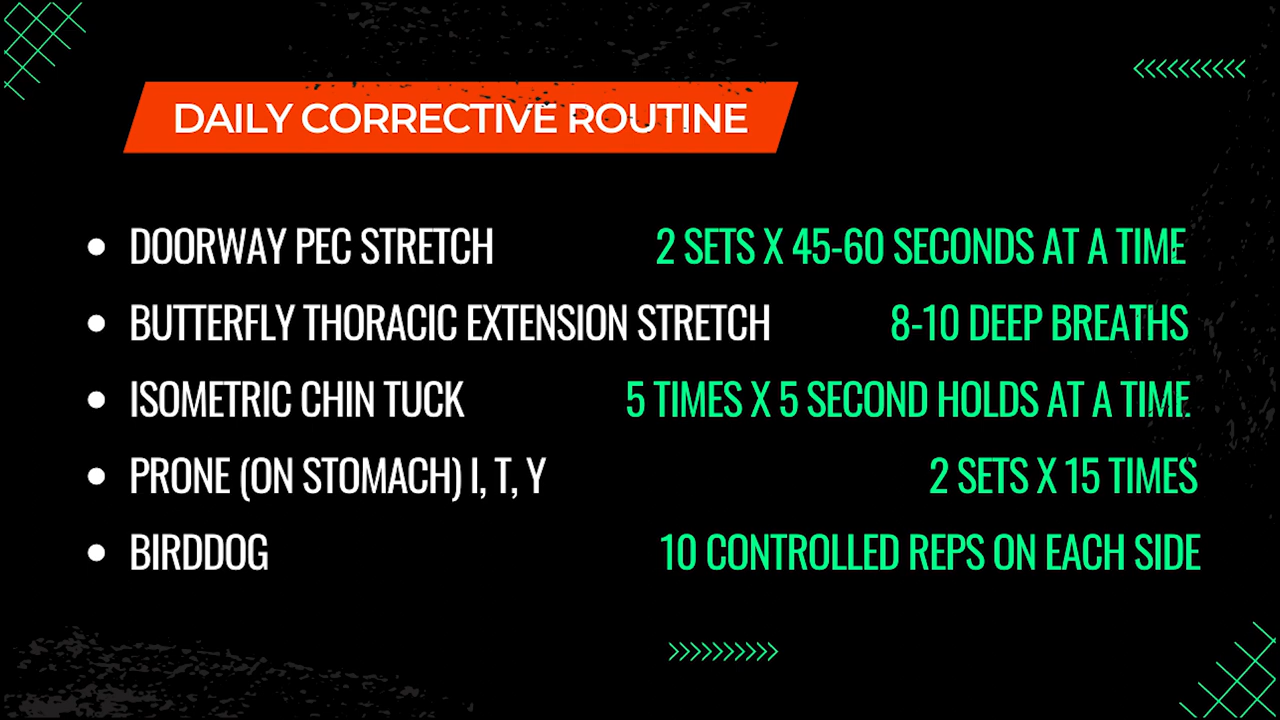 DAILY CORRECTIVE ROUTINE
DOORWAY PEC STRETCH 2 SETS X 45-60 SECONDS AT A TIME
BUTTERFLY THORACIC EXTENSION STRETCH 8-10 DEEP BREATHS
ISOMETRIC CHIN TUCK 5 TIMES X 5 SECOND HOLDS AT A TIME
PRONE (ON STOMACH) I, T, Y 2 SETS X 15 TIMES
BIRDDOG 10 CONTROLLED REPS ON EACH SIDE